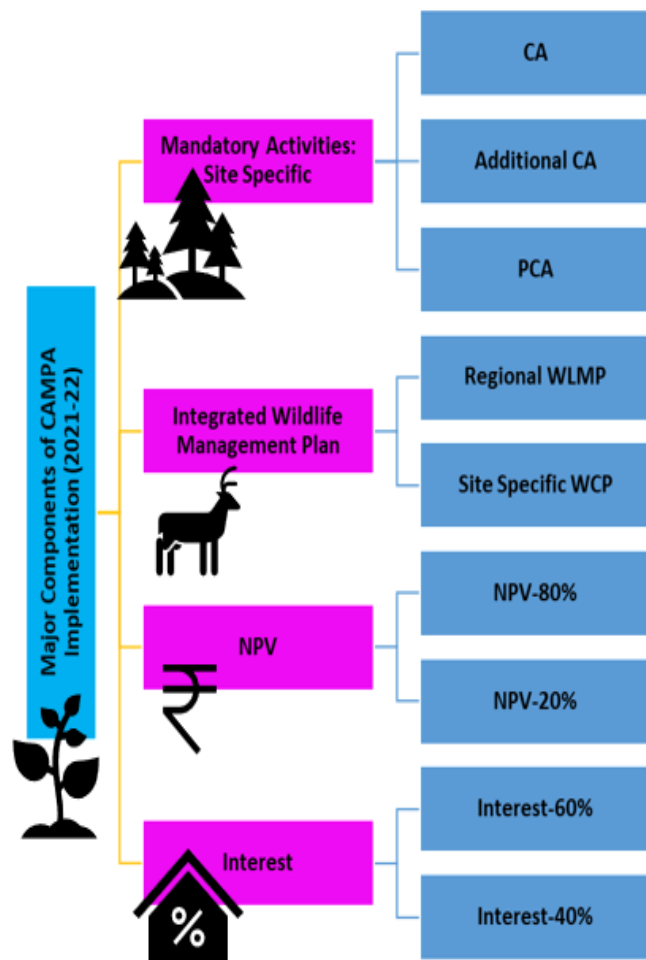 Major Components of CAMPA
Implementation (2021-22)
Mandatory Activities:
Site Specific
CA
Additional CA
PCA
Integrated Wildlife
Management Plan
Regional WLMP
Site Specific WCP
NPV
₹
NPV-80%
NPV-20%
Interest
%
Interest-60%
Interest-40%